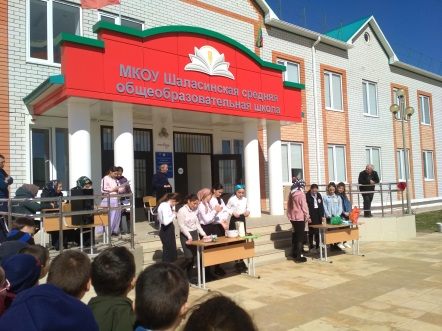 МКОУ Шаласинская средняя
общеобразовательная школа